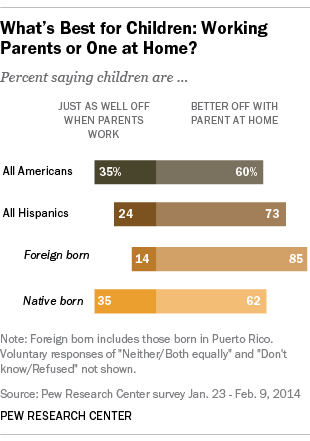 What's Best for Children: Working
Parents or One at Home?
Percent saying children are ...
JUST AS WELL OFF
WHEN PARENTS
WORK
BETTER OFF WITH
PARENT AT HOME
All Americans 35% 60%
All Hispanics 24 73
Foreign born 14 85
Native born 35 62
Note: Foreign born includes those born in Puerto Rico.
Voluntary responses of "Neither/Both equally" and "Don't
know/Refused" not shown.
Source: Pew Research Center survey Jan. 23 - Feb. 9, 2014
PEW RESEARCH CENTER